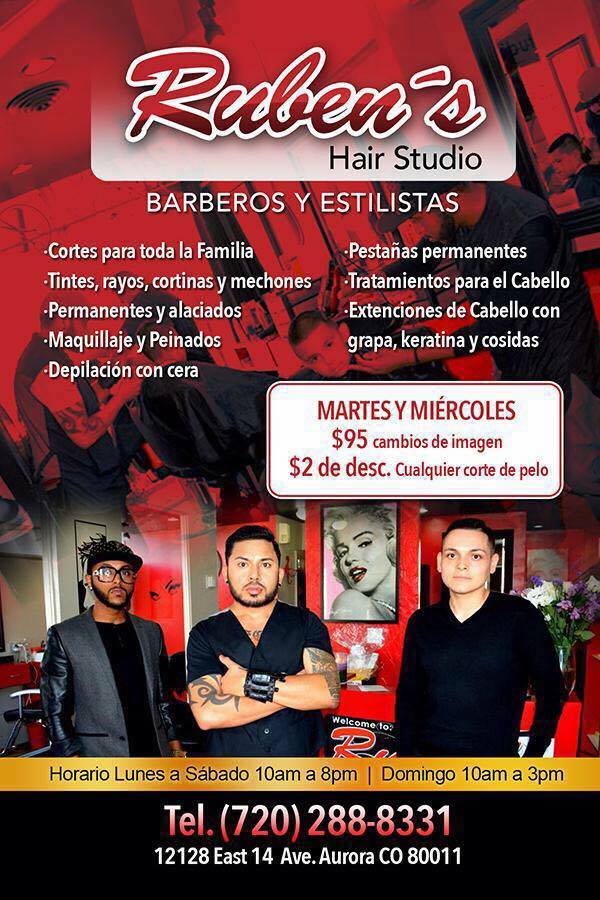 Ruben´s
Hair Studio
BARBEROS Y ESTILISTAS
·Cortes para toda la Familia
·Tintes, rayos, cortinas y mechones
·Permanentes y alaciados
·Maquillaje y Peinados
·Depilación con cera
·Pestañas permanentes
·Tratamientos para el Cabello
·Extenciones de Cabello con
grapa, keratina y cosidas
MARTES Y MIÉRCOLES
$95 cambios de imagen
$2 de desc. Cualquier corte de pelo
Welcome to:
Ru
Horario Lunes a Sábado 10am a 8pm | Domingo 10am a 3pm
Tel. (720) 288-8331
12128 East 14 Ave. Aurora CO 80011